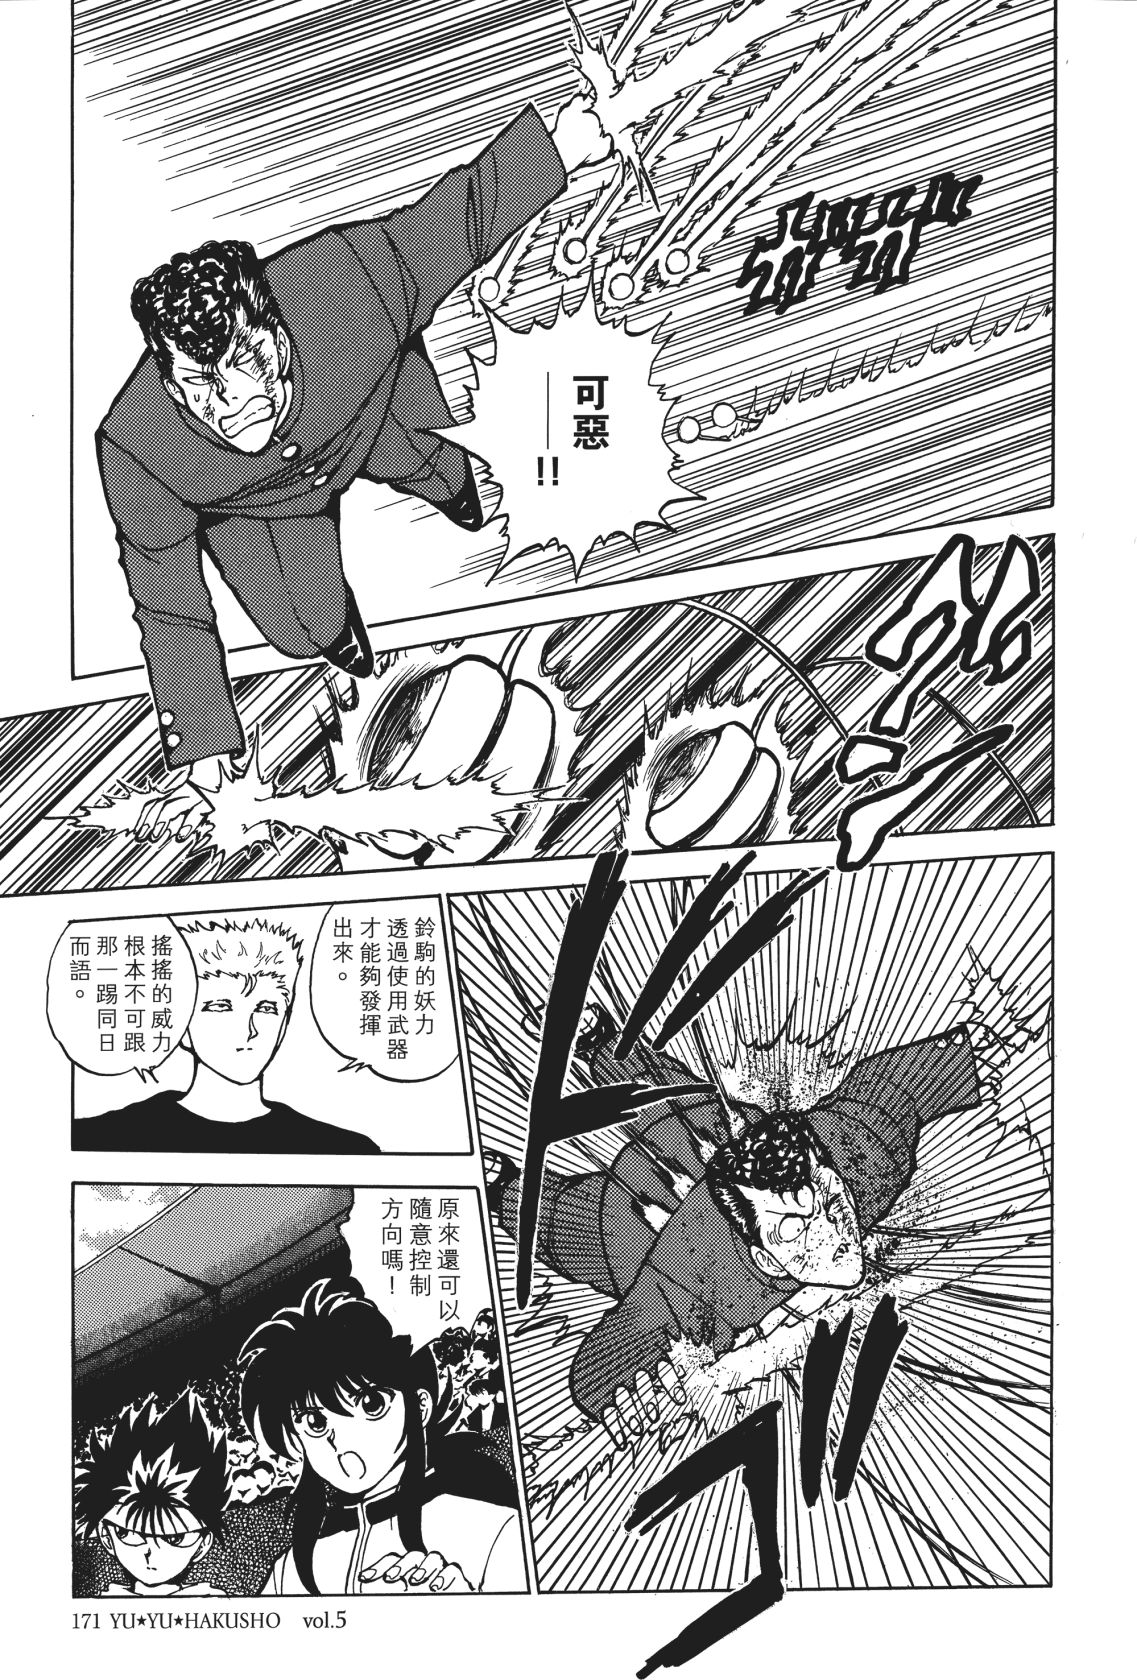 可惡
——!!
鈴駒的妖力
透過使用武器
才能夠發揮
出來。
搖搖的威力
根本不可跟
那一踢同日
而語。
原來還可以
隨意控制
方向嗎！
171 YU★YU★HAKUSHO vol.5